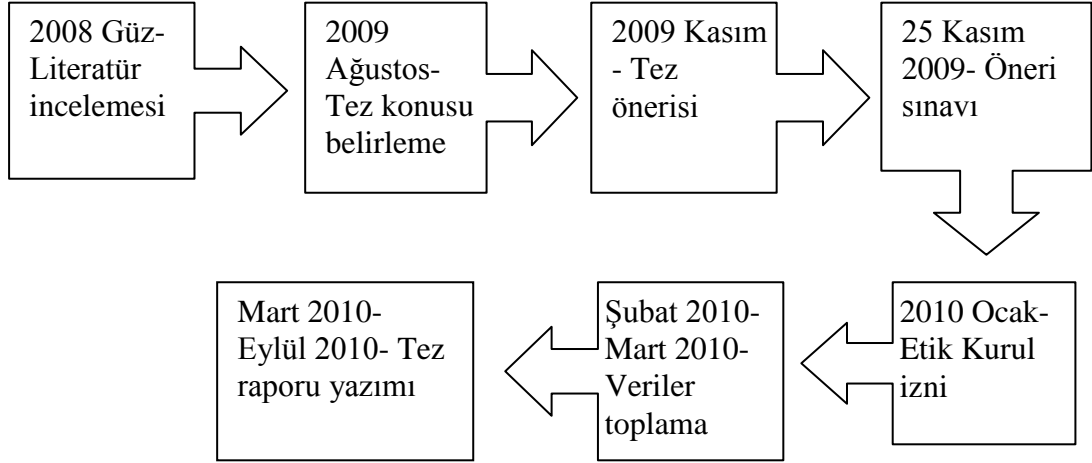 2008 Güz-
Literatür
incelemesi
2009
Ağustos-
Tez konusu
belirleme
2009 Kasım
- Tez
önerisi
25 Kasım
2009- Öneri
sınavı
2010 Ocak-
Etik Kurul
izni
Şubat 2010-
Mart 2010-
Veriler
toplama
Mart 2010-
Eylül 2010- Tez
raporu yazımı